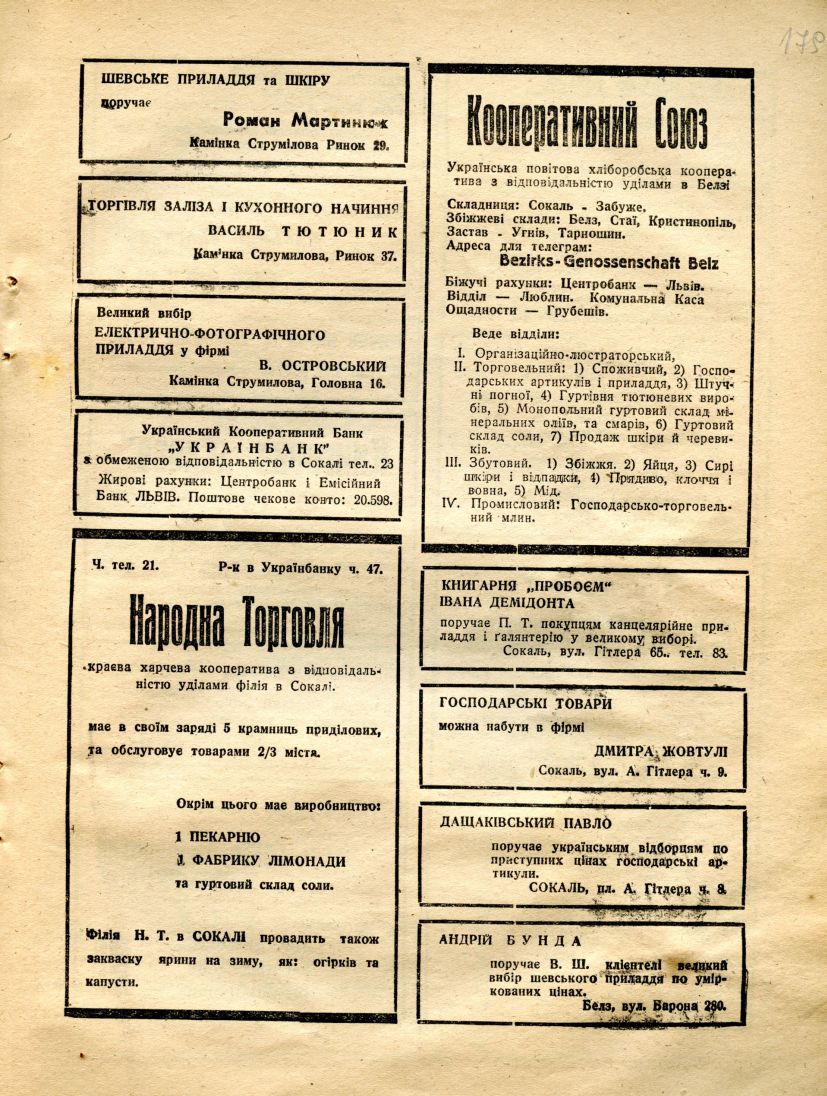 178
ШЕВСЬКЕ ПРИЛАДДЯ та ШКІРУ
поручає
Роман Мартинюк
Камінка Струмілова Ринок 29.
ТОРГІВЛЯ ЗАЛІЗА І КУХОННОГО НАЧИННЯ
ВАСИЛЬ ТЮТЮНИК
Камінка Струмилова, Ринок 37.
Великий вибір
ЕЛЕКТРИЧНО-ФОТОГРАФІЧНОГО
ПРИЛАДДЯ у фірмі
В. ОСТРОВСЬКИЙ
Камінка Струмилова, Головна 16.
Український Кооперативний Банк
„УКРАЇНБАНК"
з обмеженою відповідальністю в Сокалі тел.. 23
Жирові рахунки: Центробанк і Емісійний
Банк ЛЬВІВ. Поштове чекове конто: 20.598.
Ч. тел. 21. Р-к в Українбанку ч. 47.
Народна Торговля
краєва харчева кооператива з відповідаль-
ністю уділами філія в Сокалі.
має в своїм заряді 5 крамниць приділових,
та обслуговує товарами 2/3 міста.
Окрім цього має виробництво:
1 ПЕКАРНЮ
1 ФАБРИКУ ЛІМОНАДИ
та гуртовий склад соли.
Філія Н. Т. в СОКАЛІ провадить також
закваску ярини на зиму, як: огірків та
капусти.
Кооперативний Союз
Українська повітова хліборобська коопера-
тива з відповідальністю уділами в Белзі
Складниця: Сокаль - Забуже.
Збіжжеві склади: Белз, Стаї, Кристинопіль,
Застав - Угнів, Тарношин.
Адреса для телеграм:
Bezirks-Genossenschaft Belz
Біжучі рахунки: Центробанк — Львів.
Відділ — Люблин. Комунальна Каса
Ощадности — Грубешів.
Веде відділи:
I. Організаційно-люстраторський,
II. Торговельний: 1) Споживчий, 2) Госпо-
дарських артикулів і приладдя, 3) Штуч-
ні погної, 4) Гуртівня тютюневих виро-
бів, 5) Монопольний гуртовий склад мі-
неральних оліїв, та смарів, 6) Гуртовий
склад соли, 7) Продаж шкіри й череви-
ків.
III. Збутовий. 1) Збіжжя. 2) Яйця, 3) Сирі
шкіри і відпадки, 4) Прядиво, клоччя і
вовна, 5) Мід.
IV. Промисловий: Господарсько-торговель-
ний млин.
КНИГАРНЯ „ПРОБОЄМ"
ІВАНА ДЕМІДОНТА
поручає П. Т. покупцям канцелярійне при-
ладдя і ґалянтерію у великому виборі.
Сокаль, вул. Гітлера 65.. тел. 83.
ГОСПОДАРСЬКІ ТОВАРИ
можна набути в фірмі
ДМИТРА ЖОВТУЛІ
Сокаль, вул. А. Гітлера ч. 9.
ДАЩАКІВСЬКИЙ ПАВЛО
поручає українським відборцям по
приступних цінах господарські ар-
тикули.
СОКАЛЬ, пл. А. Гітлера ч. 8.
АНДРІЙ БУНДА
поручає В. Ш. клієнтелі великий
вибір шевського приладдя по умір-
кованих цінах.
Белз, вул. Барона 280.